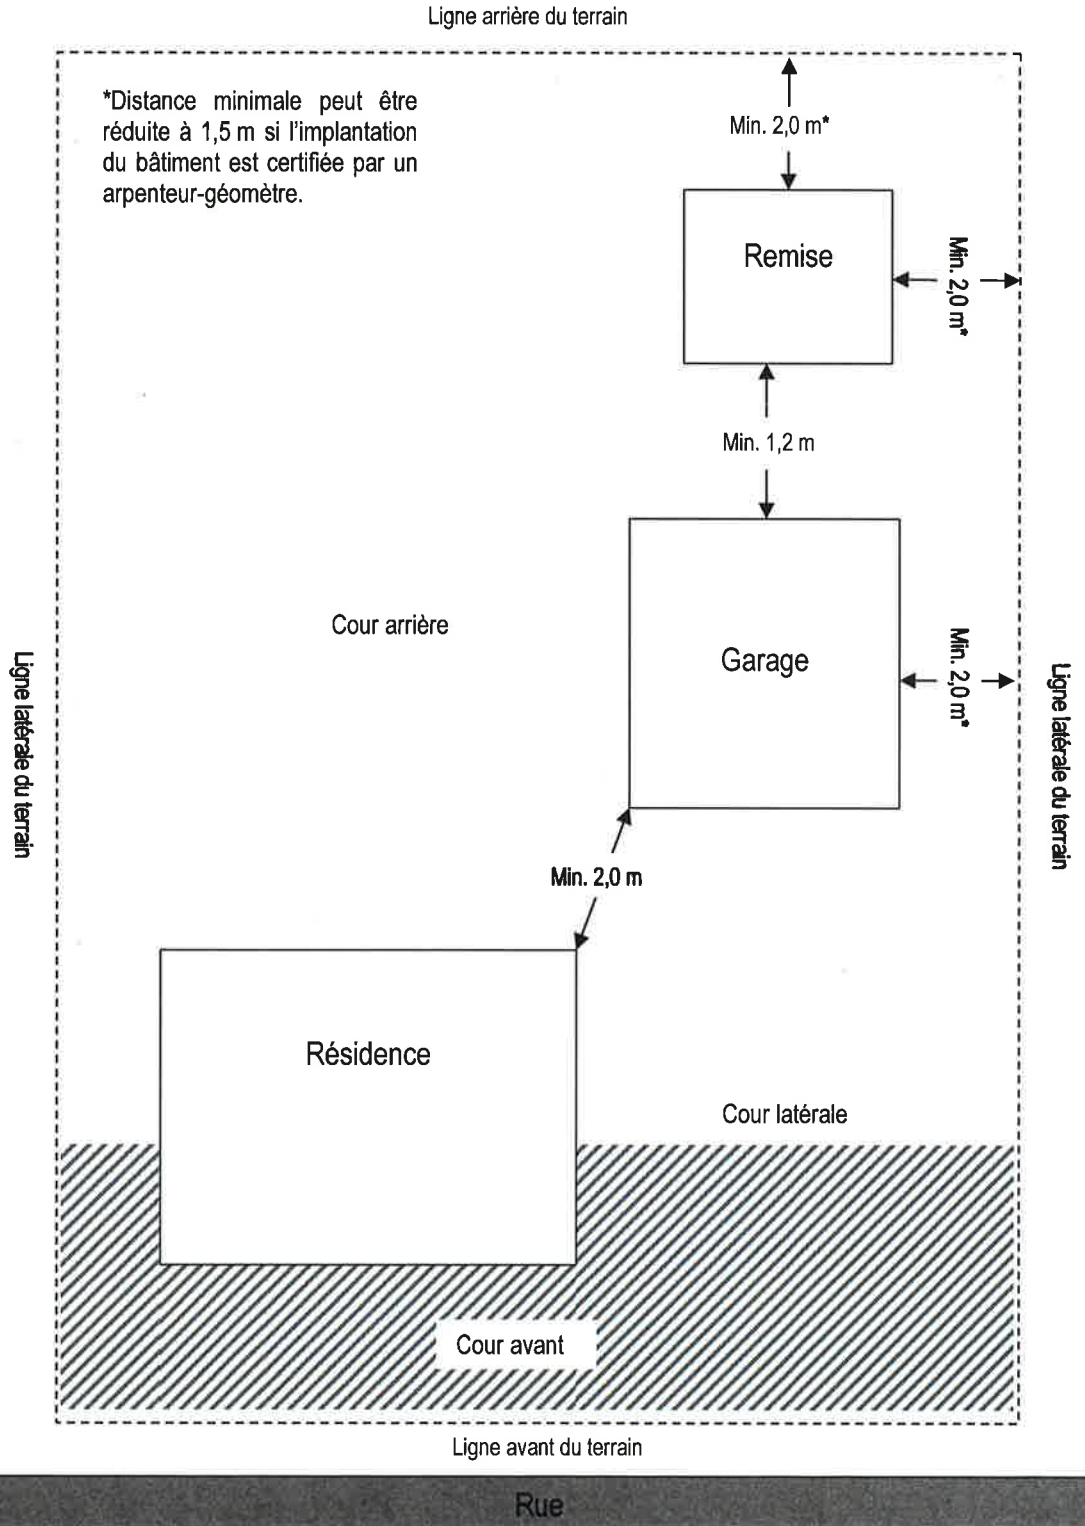 Ligne arrière du terrain
*Distance minimale peut être
réduite à 1,5 m si l'implantation
du bâtiment est certifiée par un
arpenteur-géomètre.
Min. 2,0 m*
Remise
Min. 2,0 m*
Min. 1,2 m
Cour arrière
Garage
Min. 2,0 m*
Ligne latérale du terrain
Ligne latérale du terrain
Min. 2,0 m
Résidence
Cour latérale
Cour avant
Ligne avant du terrain
Rue